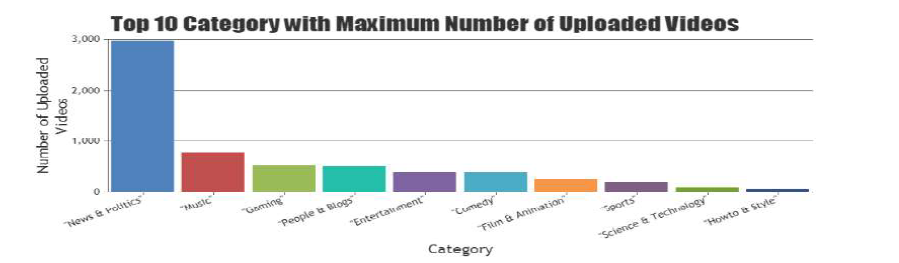 Top 10 Category with Maximum Number of Uploaded Videos
3,000
2,000
1,000
0
Number of Uploaded
Videos
"News & Politics"
"Music"
"Gaming"
"People & Blogs"
"Entertainment"
"Comedy"
"Film & Animation"
"Sports"
"Science & Technology"
"Howto & Style"
Category